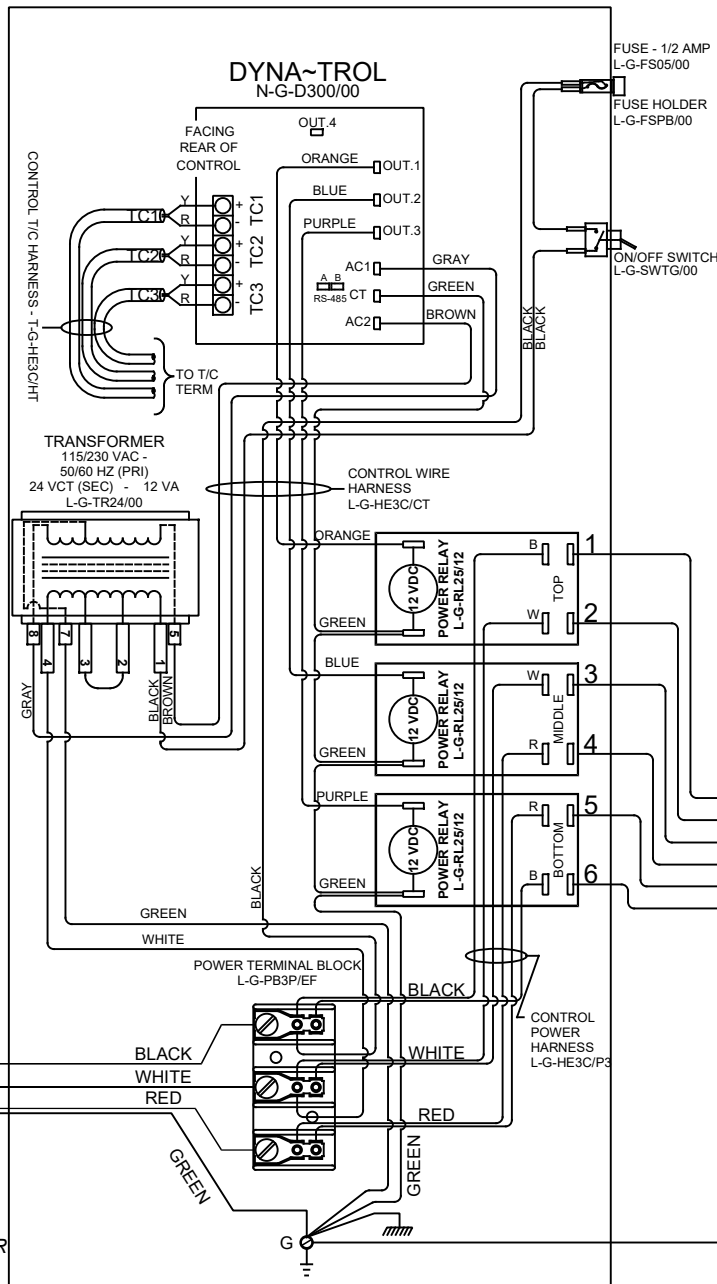 DYNA~TROL
N-G-D300/00
FUSE - 1/2 AMP
L-G-FS05/00
FUSE HOLDER
L-G-FSPB/00
ON/OFF SWITCH
L-G-SWTG/00
FACING
REAR OF
CONTROL
OUT.4
ORANGE
OUT.1
BLUE
OUT.2
PURPLE
OUT.3
AC1
GRAY
A B
RS-485
CT
GREEN
AC2
BROWN
CONTROL T/C HARNESS - T-G-HE3C/HT
TC1
Y
R
+
-
TC1
TC2
Y
R
+
-
TC2
TC3
Y
R
+
-
TC3
TO T/C
TERM
BLACK
BLACK
TRANSFORMER
115/230 VAC -
50/60 HZ (PRI)
24 VCT (SEC) - 12 VA
L-G-TR24/00
8
4
7
3
2
1
5
GRAY
BLACK
BROWN
CONTROL WIRE
HARNESS
L-G-HE3C/CT
ORANGE
12 VDC
GREEN
POWER RELAY
L-G-RL25/12
B
W
TOP
1
2
BLUE
12 VDC
GREEN
POWER RELAY
L-G-RL25/12
W
R
MIDDLE
3
4
PURPLE
12 VDC
GREEN
POWER RELAY
L-G-RL25/12
R
B
BOTTOM
5
6
BLACK
GREEN
WHITE
POWER TERMINAL BLOCK
L-G-PB3P/EF
BLACK
WHITE
RED
CONTROL
POWER
HARNESS
L-G-HE3C/P3
BLACK
WHITE
RED
GREEN
GREEN
G
R